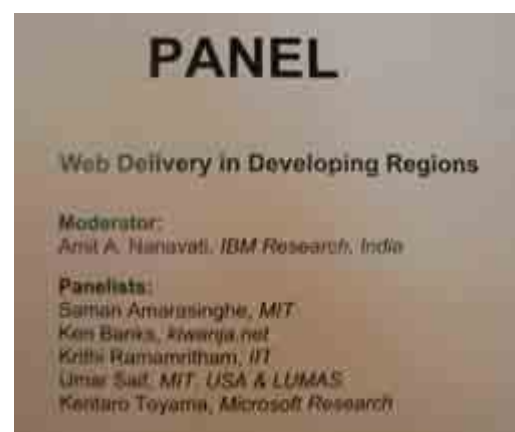 PANEL
Web Delivery in Developing Regions
Moderator:
Amit A. Nanavati, IBM Research, India
Panelists:
Saman Amarasinghe, MIT
Ken Banks, kiwanja.net
Krithi Ramamritham, IIT
Umar Saif, MIT, USA & LUMAS
Kentaro Toyama, Microsoft Research